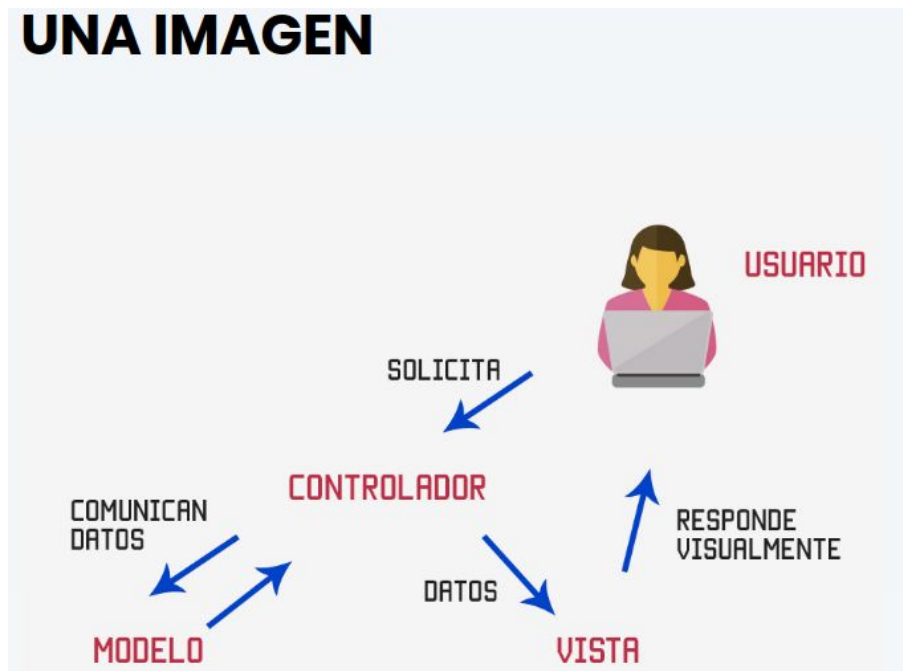 UNA IMAGEN
USUARIO
SOLICITA
CONTROLADOR
COMUNICAN
DATOS
RESPONDE
VISUALMENTE
DATOS
MODELO
VISTA